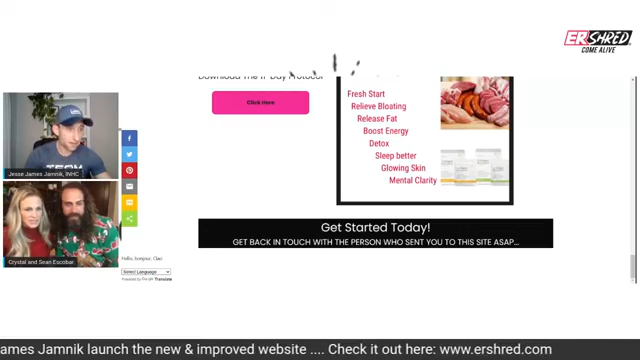 ERSHRED
COME ALIVE
Download The Day Protocol
Click Here
Fresh Start
Relieve Bloating
Release Fat
Boost Energy
Detox
Sleep better
Glowing Skin
Mental Clarity
TEAM
Jesse James Jamnik, INHC
Crystal and Sean Escobar
Hello, bonjour, Ciao
Select Language
Powered by Google Translate
Get Started Today!
GET BACK IN TOUCH WITH THE PERSON WHO SENT YOU TO THIS SITE ASAP...
ames Jamnik launch the new & improved website .... Check it out here: www.ershred.com